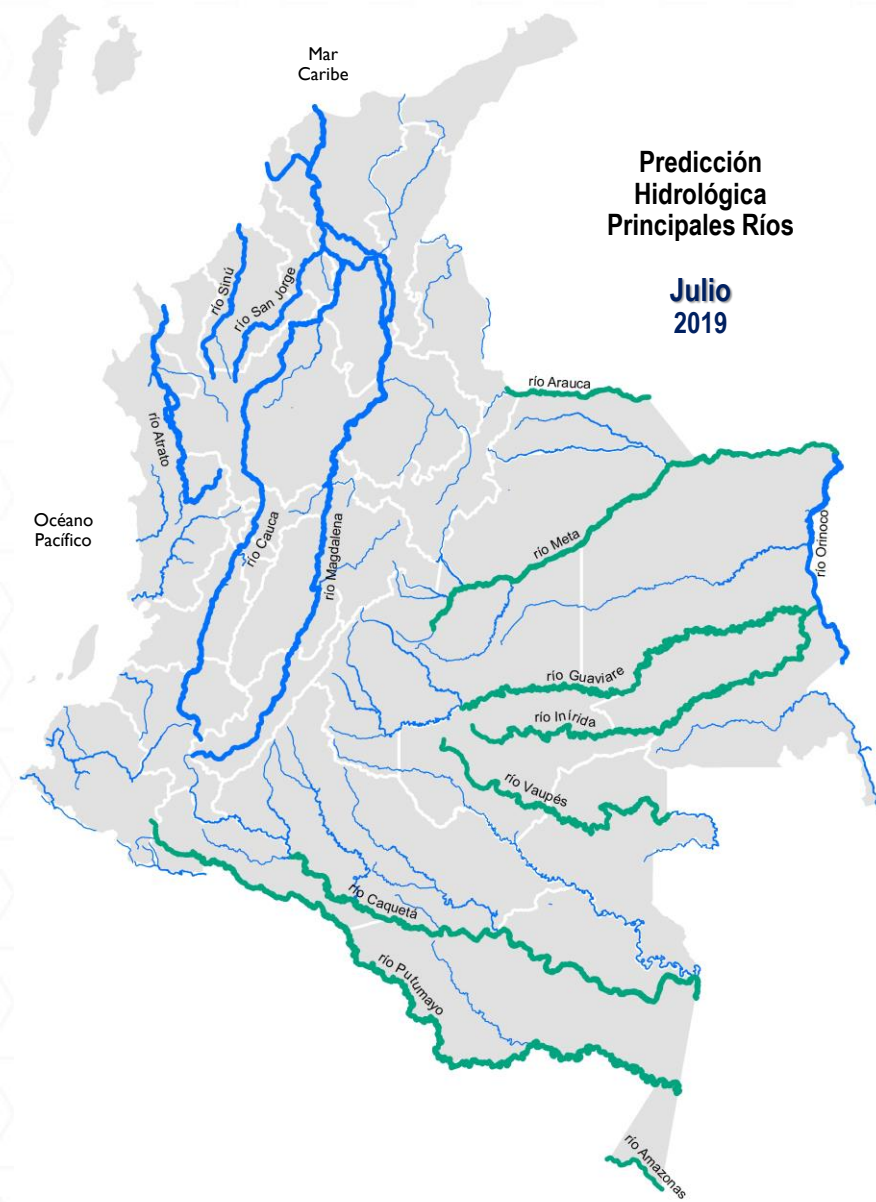 Mar
Caribe
Predicción
Hidrológica
Principales Ríos
Julio
2019
río Sinú
río San Jorge
río Arauca
río Atrato
Océano
Pacífico
río Cauca
río Magdalena
río Meta
río Orinoco
río Guaviare
río Inírida
río Vaupés
río Caquetá
río Putumayo
río Amazonas